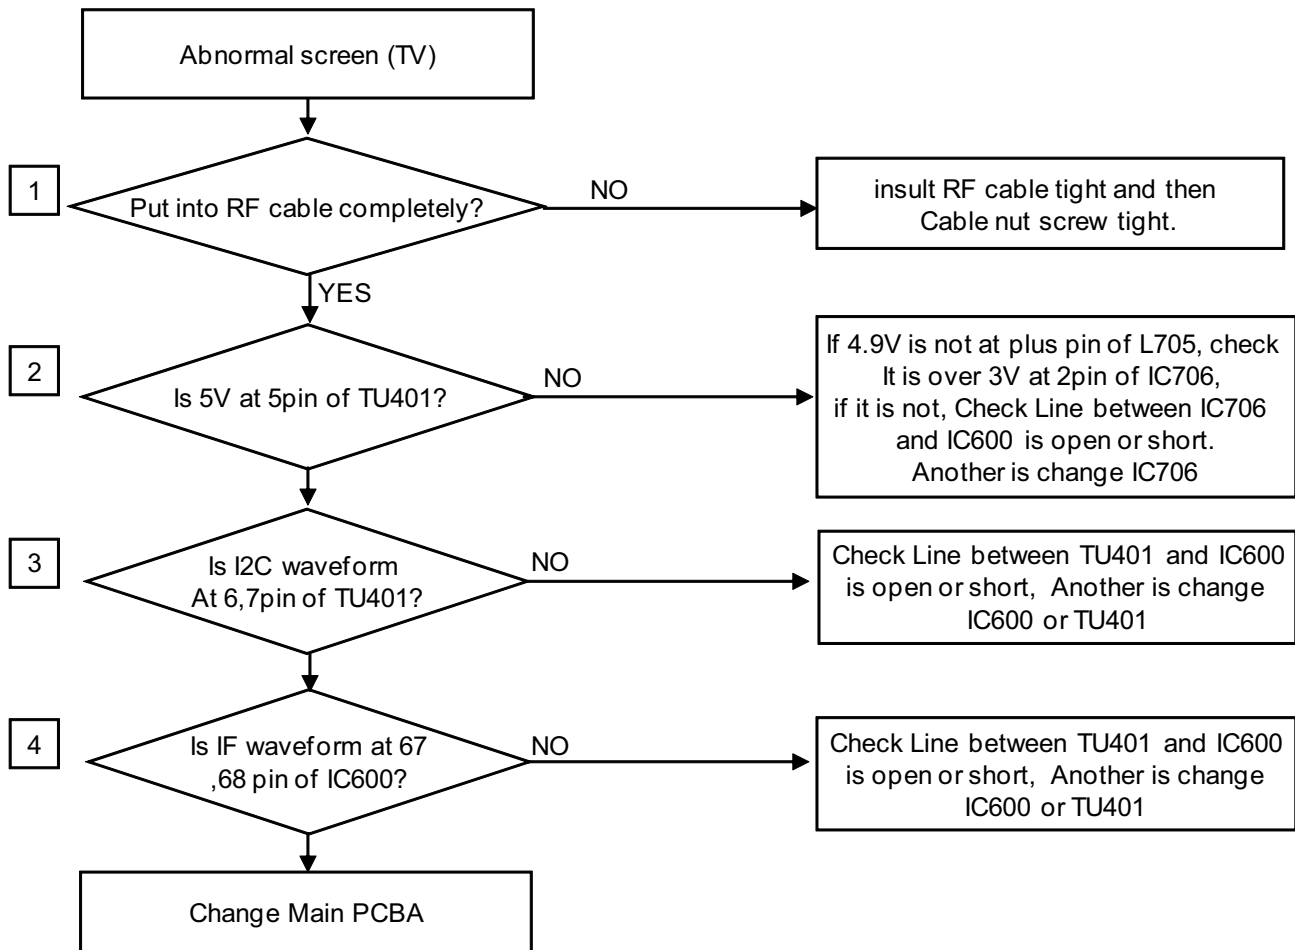 Abnormal screen (TV)
1
Put into RF cable completely?
NO
insult RF cable tight and then
Cable nut screw tight.
YES
2
Is 5V at 5pin of TU401?
NO
If 4.9V is not at plus pin of L705, check
It is over 3V at 2pin of IC706,
if it is not, Check Line between IC706
and IC600 is open or short.
Another is change IC706
3
Is I2C waveform
At 6,7pin of TU401?
NO
Check Line between TU401 and IC600
is open or short, Another is change
IC600 or TU401
4
Is IF waveform at 67
,68 pin of IC600?
NO
Check Line between TU401 and IC600
is open or short, Another is change
IC600 or TU401
Change Main PCBA